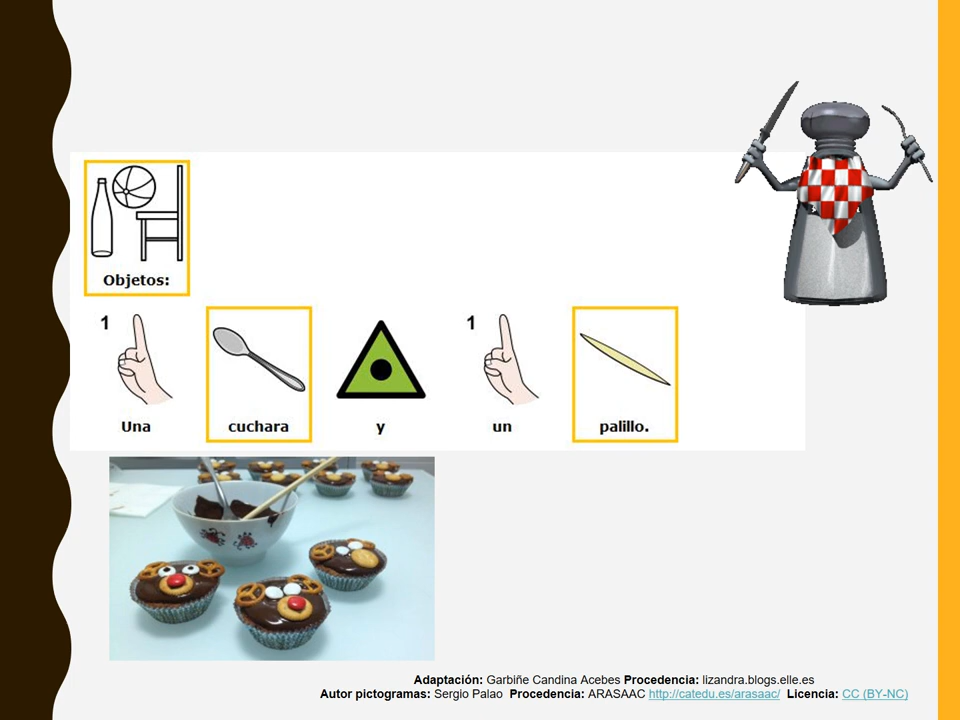 Objetos:
1 1
Una cuchara y un palillo.
Adaptación: Garbiñe Candina Acebes Procedencia: lizandra.blogs.elle.es
Autor pictogramas: Sergio Palao Procedencia: ARASAAC http://catedu.es/arasaac/ Licencia: CC (BY-NC)